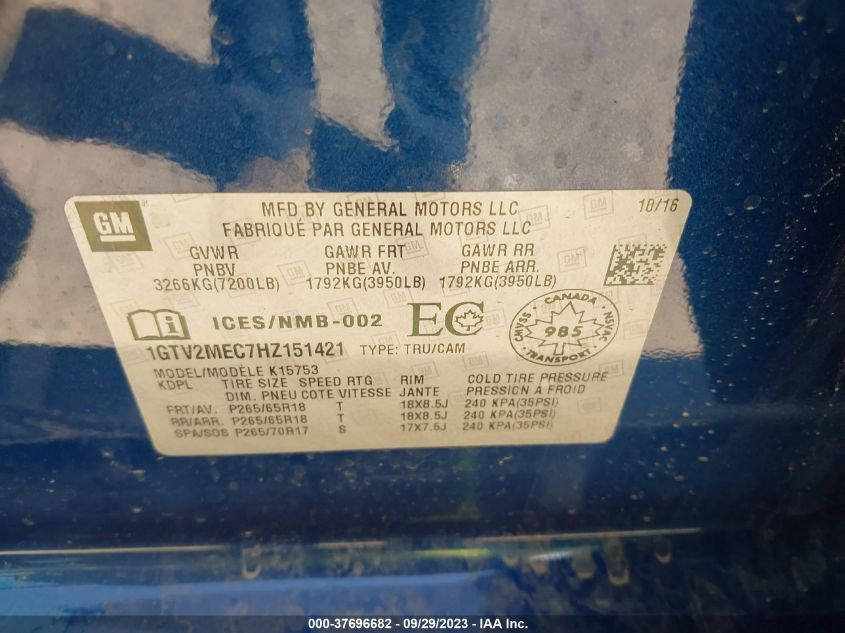 GM
MFD BY GENERAL MOTORS LLC
10/16
FABRIQUÉ PAR GENERAL MOTORS LLC
GVWR GAWR FRT GAWR RR
PNBV PNBE AV. PNBE ARR.
3266KG(7200LB) 1792KG(3950LB) 1792KG(3950LB)
ICES/NMB-002 EC
CANADA
CMVSS 985 NSVAC
TRANSPORT
1GTV2MEC7HZ151421 TYPE: TRU/CAM
MODEL/MODÈLE K15753
KDPL TIRE SIZE SPEED RTG RIM COLD TIRE PRESSURE
DIM. PNEU COTE VITESSE JANTE PRESSION A FROID
FRT/AV. P265/65R18 T 18X8.5J 240 KPA(35PSI)
RR/ARR. P265/65R18 T 18X8.5J 240 KPA(35PSI)
SPA/SOS P265/70R17 S 17X7.5J 240 KPA(35PSI)
000-37696682 - 09/29/2023 - IAA Inc.